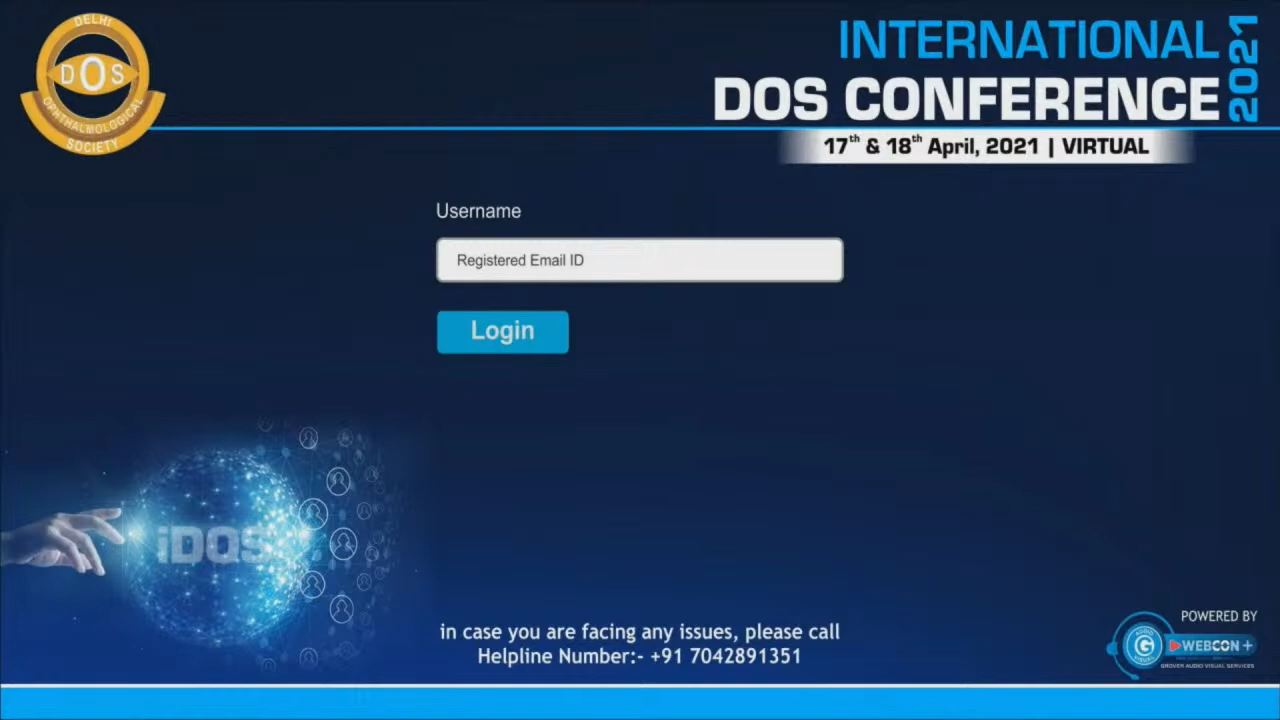 DELHI
DOS
OPHTHALMOLOGICAL
SOCIETY
INTERNATIONAL
DOS CONFERENCE
2021
17th & 18th April, 2021 | VIRTUAL
Username
Registered Email ID
Login
iDOS
in case you are facing any issues, please call
Helpline Number:- +91 7042891351
POWERED BY
AUDIO
G
VISUAL
WEBCON +
GROVER AUDIO VISUAL SERVICES